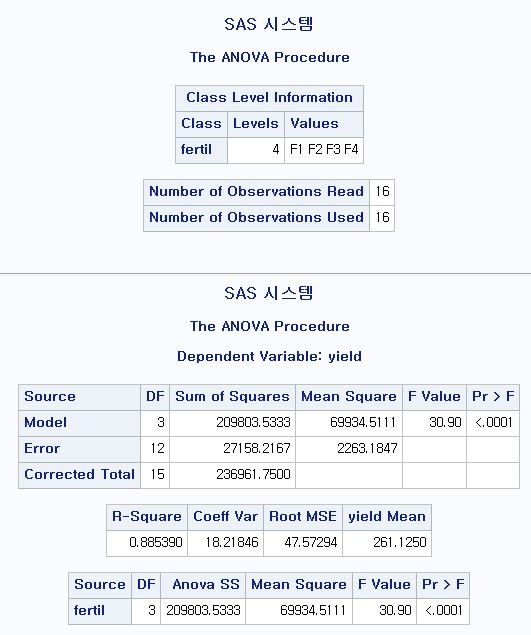 SAS 시스템
The ANOVA Procedure
Class Level Information
Class Levels Values
fertil 4 F1 F2 F3 F4
Number of Observations Read 16
Number of Observations Used 16
SAS 시스템
The ANOVA Procedure
Dependent Variable: yield
Source DF Sum of Squares Mean Square F Value Pr > F
Model 3 209803.5333 69934.5111 30.90 <.0001
Error 12 27158.2167 2263.1847
Corrected Total 15 236961.7500
R-Square Coeff Var Root MSE yield Mean
0.885390 18.21846 47.57294 261.1250
Source DF Anova SS Mean Square F Value Pr > F
fertil 3 209803.5333 69934.5111 30.90 <.0001